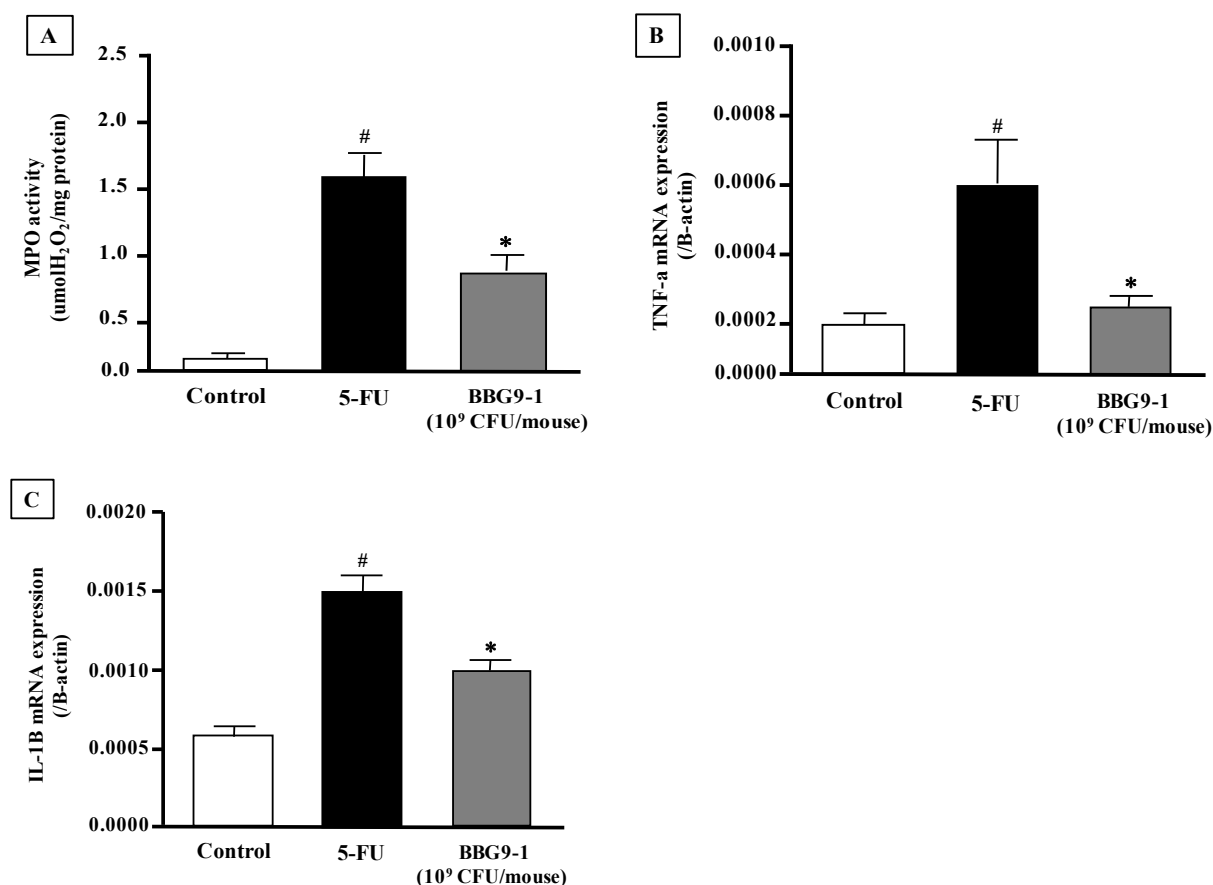 A
2.5
2.0
1.5
1.0
0.5
0.0
MPO activity
(umolH₂O₂/mg protein)
#
*
Control
5-FU
BBG9-1
(10⁹ CFU/mouse)
B
0.0010
0.0008
0.0006
0.0004
0.0002
0.0000
TNF-a mRNA expression
(/B-actin)
#
*
Control
5-FU
BBG9-1
(10⁹ CFU/mouse)
C
0.0020
0.0015
0.0010
0.0005
0.0000
IL-1B mRNA expression
(/B-actin)
#
*
Control
5-FU
BBG9-1
(10⁹ CFU/mouse)